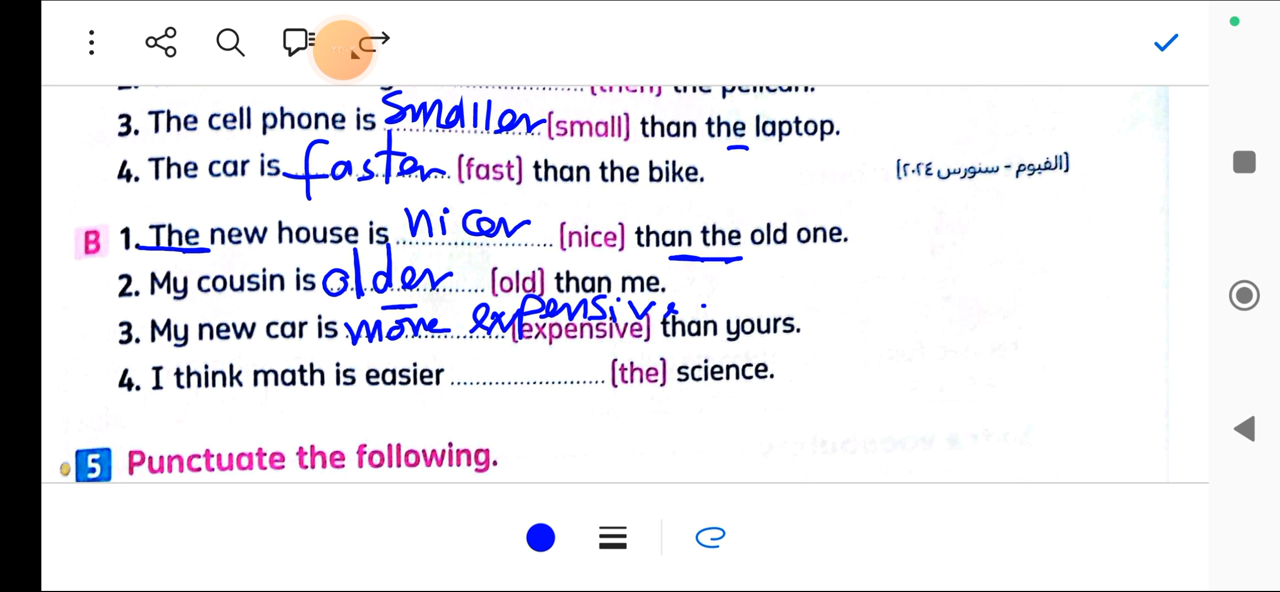 (then) the pelican.
3. The cell phone is smaller (small) than the laptop.
4. The car is faster (fast) than the bike. (الفيوم - سنورس ٢٠٢٤)
B 1. The new house is nicer (nice) than the old one.
2. My cousin is older (old) than me.
3. My new car is more expensive (expensive) than yours.
4. I think math is easier ........................ (the) science.
5 Punctuate the following.